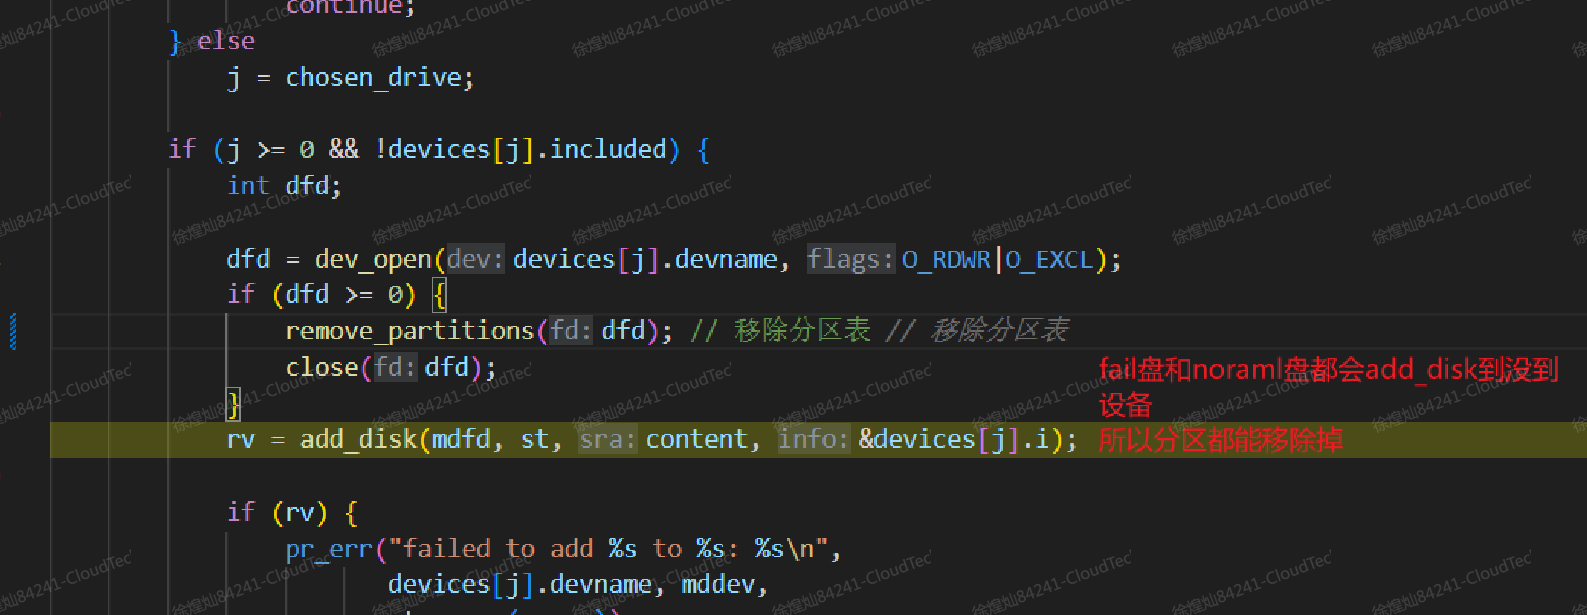 continue;
} else
j = chosen_drive;
if (j >= 0 && !devices[j].included) {
int dfd;
dfd = dev_open(dev: devices[j].devname, flags: O_RDWR|O_EXCL);
if (dfd >= 0) {
remove_partitions(fd: dfd); // 移除分区表 // 移除分区表
close(fd: dfd);
}
fail盘和noraml盘都会add_disk到没到
设备
rv = add_disk(mdfd, st, sra: content, info: &devices[j].i); 所以分区都能移除掉
if (rv) {
pr_err("failed to add %s to %s: %s\n",
devices[j].devname, mddev,
徐煌灿84241-CloudTec